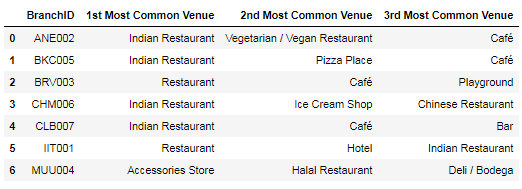 BranchID 1st Most Common Venue 2nd Most Common Venue 3rd Most Common Venue
0 ANE002 Indian Restaurant Vegetarian / Vegan Restaurant Café
1 BKC005 Indian Restaurant Pizza Place Café
2 BRV003 Restaurant Café Playground
3 CHM006 Indian Restaurant Ice Cream Shop Chinese Restaurant
4 CLB007 Indian Restaurant Café Bar
5 IIT001 Restaurant Hotel Indian Restaurant
6 MUU004 Accessories Store Halal Restaurant Deli / Bodega